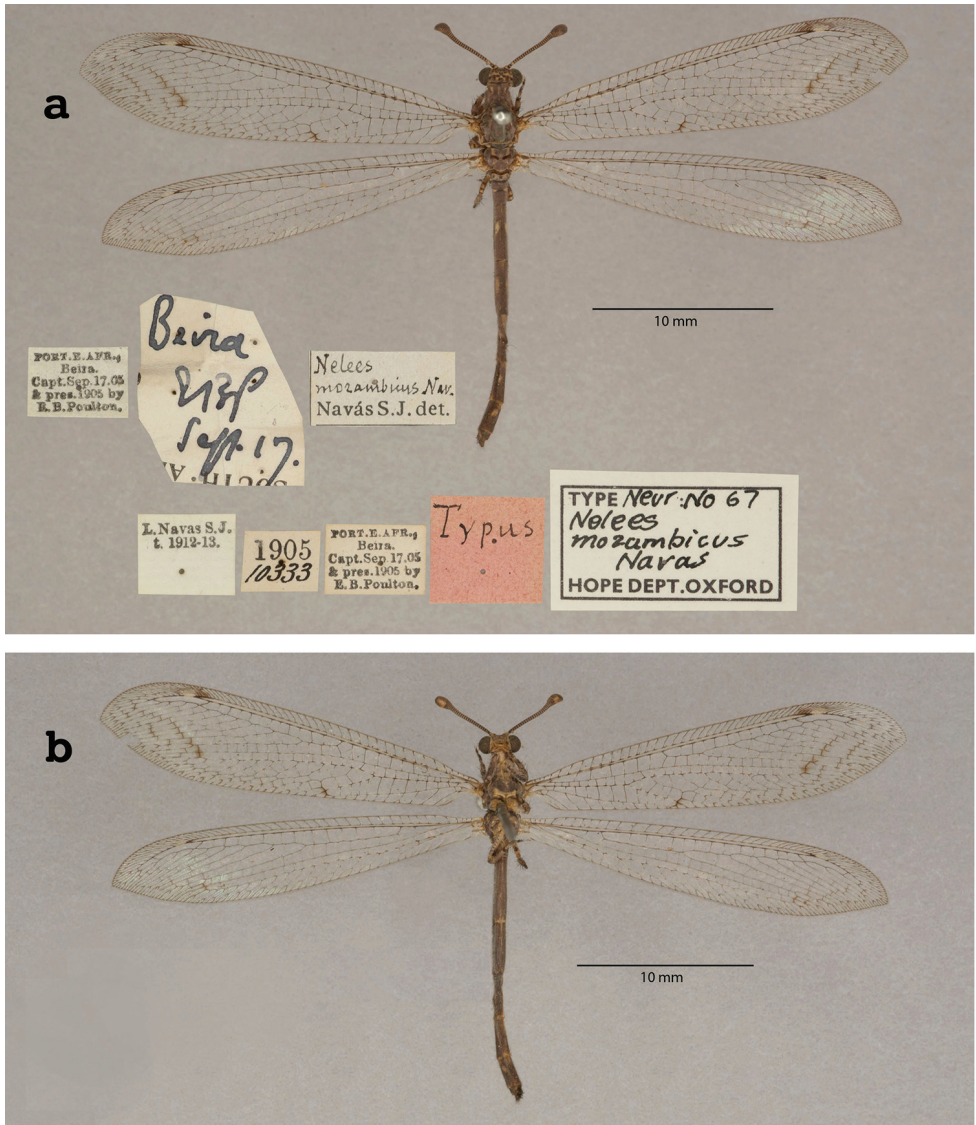 a
10 mm
PORT.E.AFR.,
Beira.
Capt.Sep.17.05
& pres.1905 by
E.B.Poulton.
Beira
Sept. 17.
SOUTH. A
Nelees
mozambicus Nav.
Navás S.J. det.
L. Navas S.J.
t. 1912-13.
1905
10333
PORT.E.AFR.,
Beira.
Capt.Sep.17.05
& pres.1905 by
E.B.Poulton.
Typus
TYPE Neur: No 67
Nelees
mozambicus
Navas
HOPE DEPT.OXFORD
b
10 mm